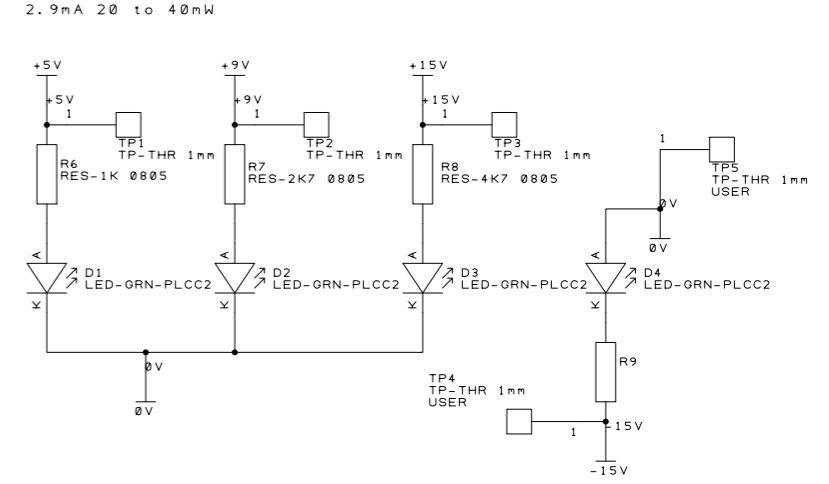 2.9mA 20 to 40mW
+5V
+9V
+15V
+5V
1
+9V
1
+15V
1
TP1
TP-THR 1mm
TP2
TP-THR 1mm
TP3
TP-THR 1mm
1
TP5
TP-THR 1mm
USER
R6
RES-1K 0805
R7
RES-2K7 0805
R8
RES-4K7 0805
0V
0V
A
A
A
A
D1
LED-GRN-PLCC2
D2
LED-GRN-PLCC2
D3
LED-GRN-PLCC2
D4
LED-GRN-PLCC2
K
K
K
K
0V
0V
R9
TP4
TP-THR 1mm
USER
1
-15V
-15V